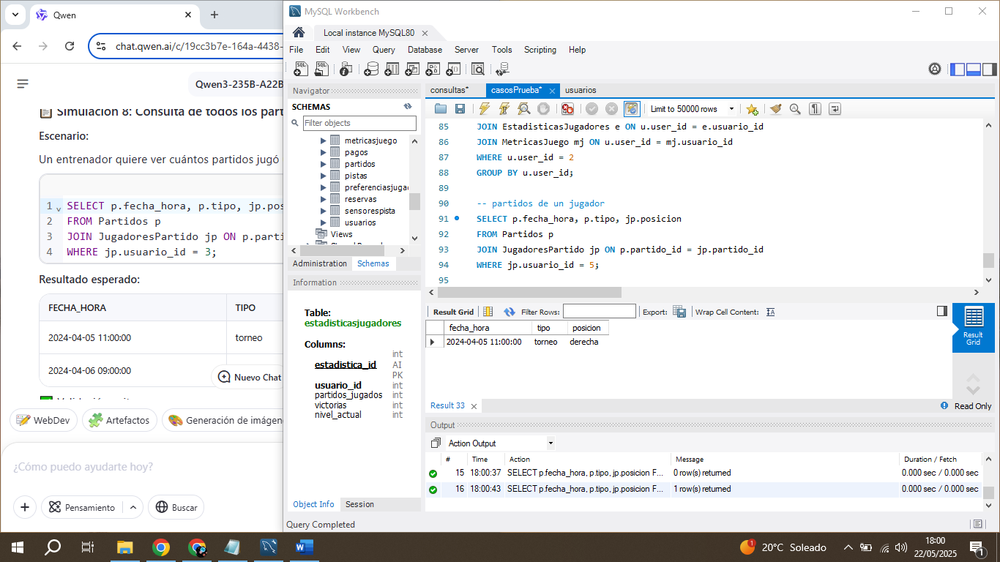 Qwen
chat.qwen.ai/c/19cc3b7e-164a-4438-
Qwen3-235B-A22B
Simulación 8: Consulta de todos los part
Escenario:
Un entrenador quiere ver cuántos partidos jugó
1 SELECT p.fecha_hora, p.tipo, jp.pos
2 FROM Partidos p
3 JOIN JugadoresPartido jp ON p.parti
4 WHERE jp.usuario_id = 3;
Resultado esperado:
FECHA_HORA TIPO
2024-04-05 11:00:00 torneo
2024-04-06 09:00:00
Nuevo Chat
WebDev Artefactos Generación de imágen
¿Cómo puedo ayudarte hoy?
Pensamiento Buscar
MySQL Workbench
Local instance MySQL80
File Edit View Query Database Server Tools Scripting Help
Navigator
SCHEMAS
Filter objects
metricasjuego
pagos
partidos
pistas
preferenciasjuga
reservas
sensorespista
usuarios
Views
Administration Schemas
Information
Table:
estadisticasjugadores
Columns:
int
estadistica_id AI
PK
usuario_id int
partidos_jugados int
victorias int
nivel_actual int
Object Info Session
Query Completed
consultas* casosPrueba* usuarios
Limit to 50000 rows
85 JOIN EstadisticasJugadores e ON u.user_id = e.usuario_id
86 JOIN MetricasJuego mj ON u.user_id = mj.usuario_id
87 WHERE u.user_id = 2
88 GROUP BY u.user_id;
89
90 -- partidos de un jugador
91 SELECT p.fecha_hora, p.tipo, jp.posicion
92 FROM Partidos p
93 JOIN JugadoresPartido jp ON p.partido_id = jp.partido_id
94 WHERE jp.usuario_id = 5;
95
Result Grid Filter Rows: Export: Wrap Cell Content:
fecha_hora tipo posicion
2024-04-05 11:00:00 torneo derecha
Result Grid
Result 33
Read Only
Output
Action Output
# Time Action Message Duration / Fetch
15 18:00:37 SELECT p.fecha_hora, p.tipo, jp.posicion F... 0 row(s) returned 0.000 sec / 0.000 sec
16 18:00:43 SELECT p.fecha_hora, p.tipo, jp.posicion F... 1 row(s) returned 0.000 sec / 0.000 sec
20°C Soleado
18:00
22/05/2025